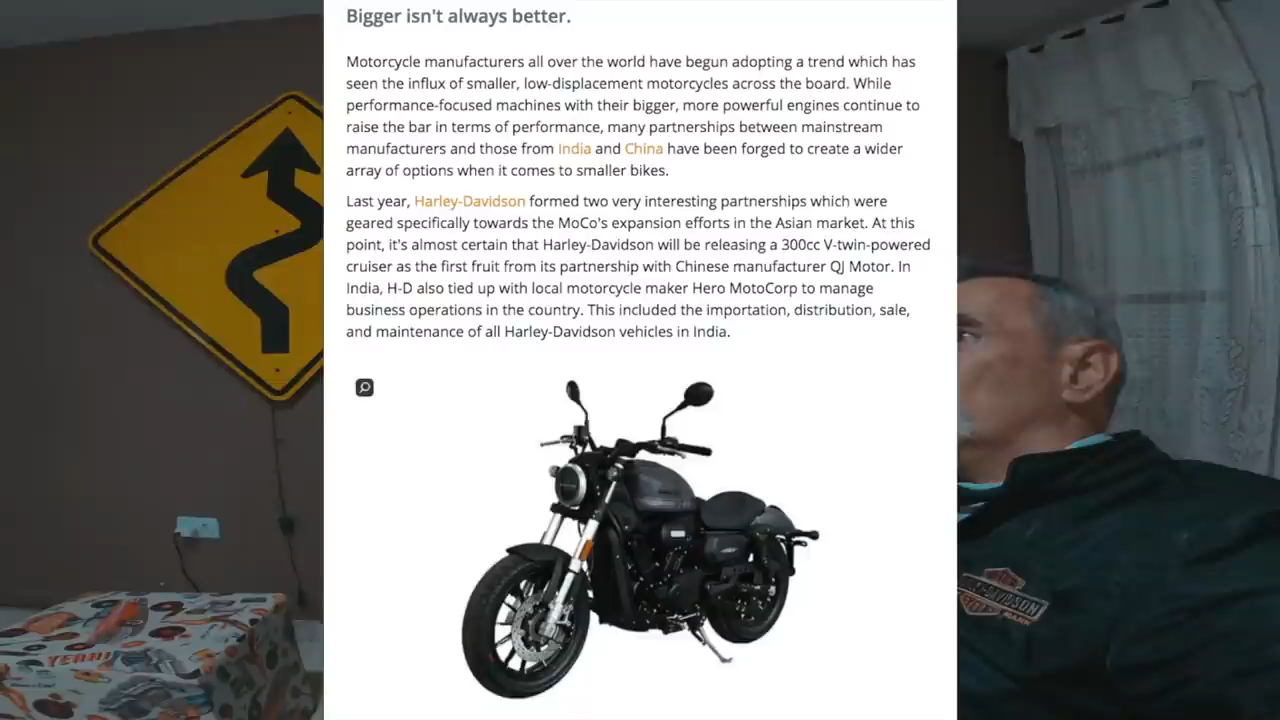 Bigger isn't always better.
Motorcycle manufacturers all over the world have begun adopting a trend which has
seen the influx of smaller, low-displacement motorcycles across the board. While
performance-focused machines with their bigger, more powerful engines continue to
raise the bar in terms of performance, many partnerships between mainstream
manufacturers and those from India and China have been forged to create a wider
array of options when it comes to smaller bikes.
Last year, Harley-Davidson formed two very interesting partnerships which were
geared specifically towards the MoCo's expansion efforts in the Asian market. At this
point, it's almost certain that Harley-Davidson will be releasing a 300cc V-twin-powered
cruiser as the first fruit from its partnership with Chinese manufacturer QJ Motor. In
India, H-D also tied up with local motorcycle maker Hero MotoCorp to manage
business operations in the country. This included the importation, distribution, sale,
and maintenance of all Harley-Davidson vehicles in India.